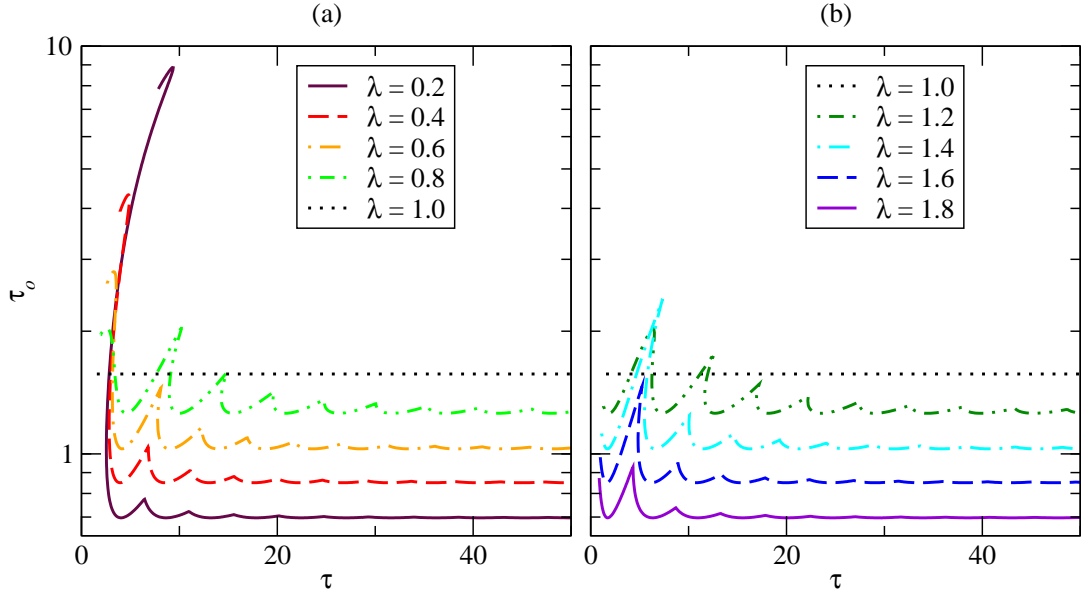 (a)
(b)
10
1
τₒ
λ = 0.2
λ = 0.4
λ = 0.6
λ = 0.8
λ = 1.0
λ = 1.0
λ = 1.2
λ = 1.4
λ = 1.6
λ = 1.8
0 20 40
0 20 40
τ
τ